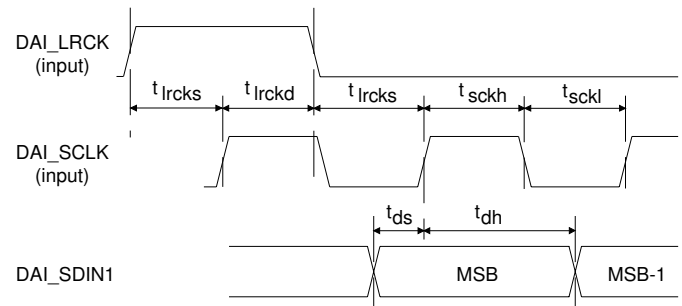 DAI_LRCK
(input)
t lrcks
t lrckd
t lrcks
t sckh
t sckl
DAI_SCLK
(input)
t ds
t dh
DAI_SDIN1
MSB
MSB-1